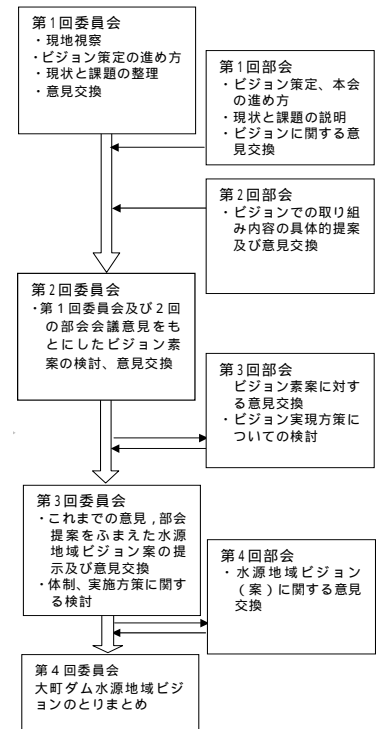 第1回委員会
・現地視察
・ビジョン策定の進め方
・現状と課題の整理
・意見交換
第1回部会
・ビジョン策定、本会
の進め方
・現状と課題の説明
・ビジョンに関する意
見交換
第2回部会
・ビジョンでの取り組
み内容の具体的提案
及び意見交換
第2回委員会
・第1回委員会及び2回
の部会会議意見をも
とにしたビジョン素
案の検討、意見交換
第3回部会
ビジョン素案に対す
る意見交換
・ビジョン実現方策に
ついての検討
第3回委員会
・これまでの意見,部会
提案をふまえた水源
地域ビジョン案の提
示及び意見交換
・体制、実施方策に関す
る検討
第4回部会
・水源地域ビジョン
(案)に関する意見
交換
第4回委員会
大町ダム水源地域ビジ
ョンのとりまとめ